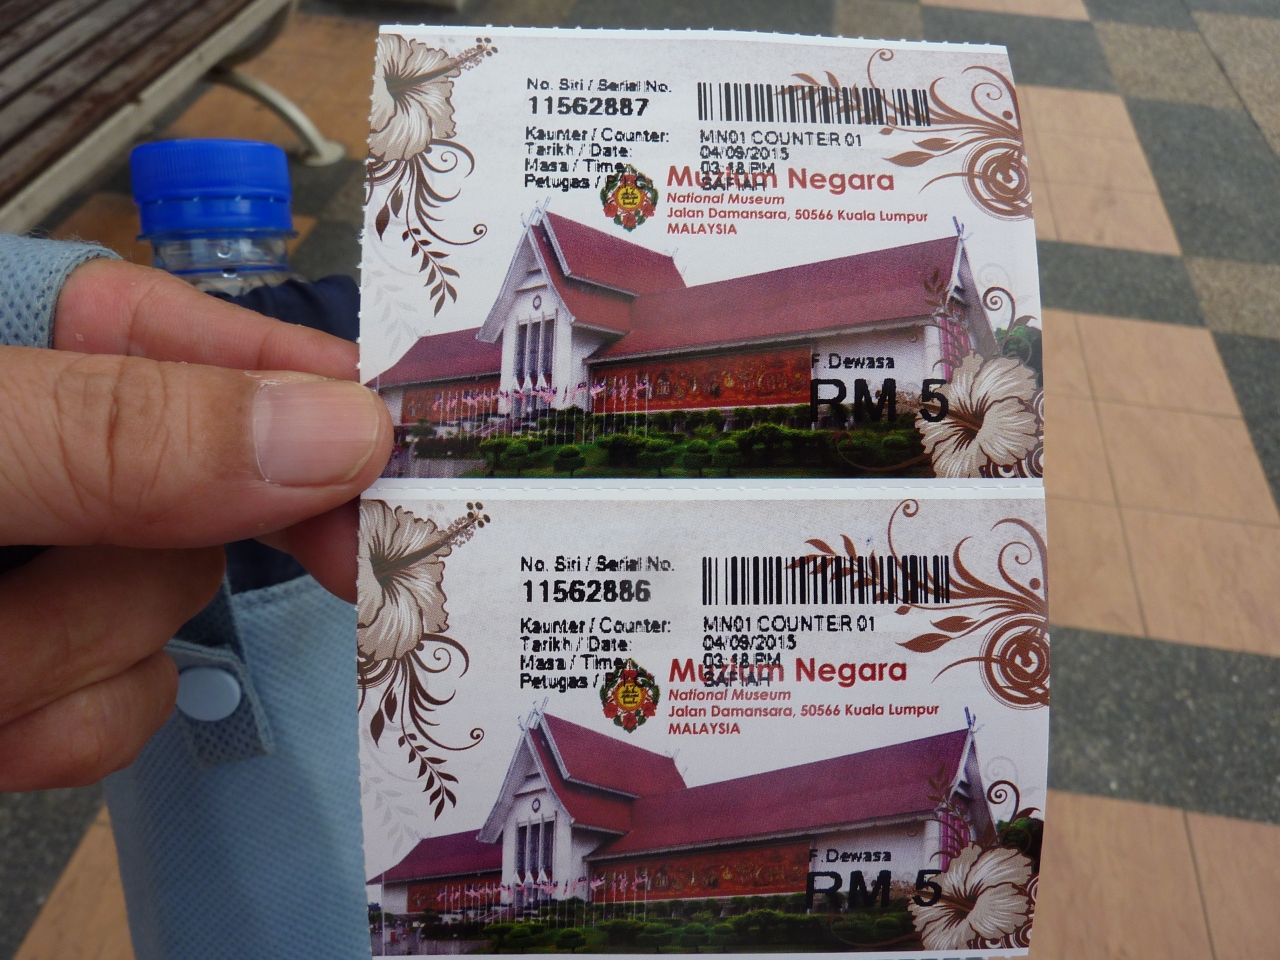 No. Siri / Serial No.
11562887
Kaunter / Counter: MN01 COUNTER 01
Tarikh / Date: 04/09/2015
Masa / Time: 03:18 PM
Petugas / SAFIAH
Muzium Negara
National Museum
Jalan Damansara, 50566 Kuala Lumpur
MALAYSIA
F.Dewasa
RM 5
No. Siri / Serial No.
11562886
Kaunter / Counter: MN01 COUNTER 01
Tarikh / Date: 04/09/2015
Masa / Time: 03:18 PM
Petugas / SAFIAH
Muzium Negara
National Museum
Jalan Damansara, 50566 Kuala Lumpur
MALAYSIA
F.Dewasa
RM 5